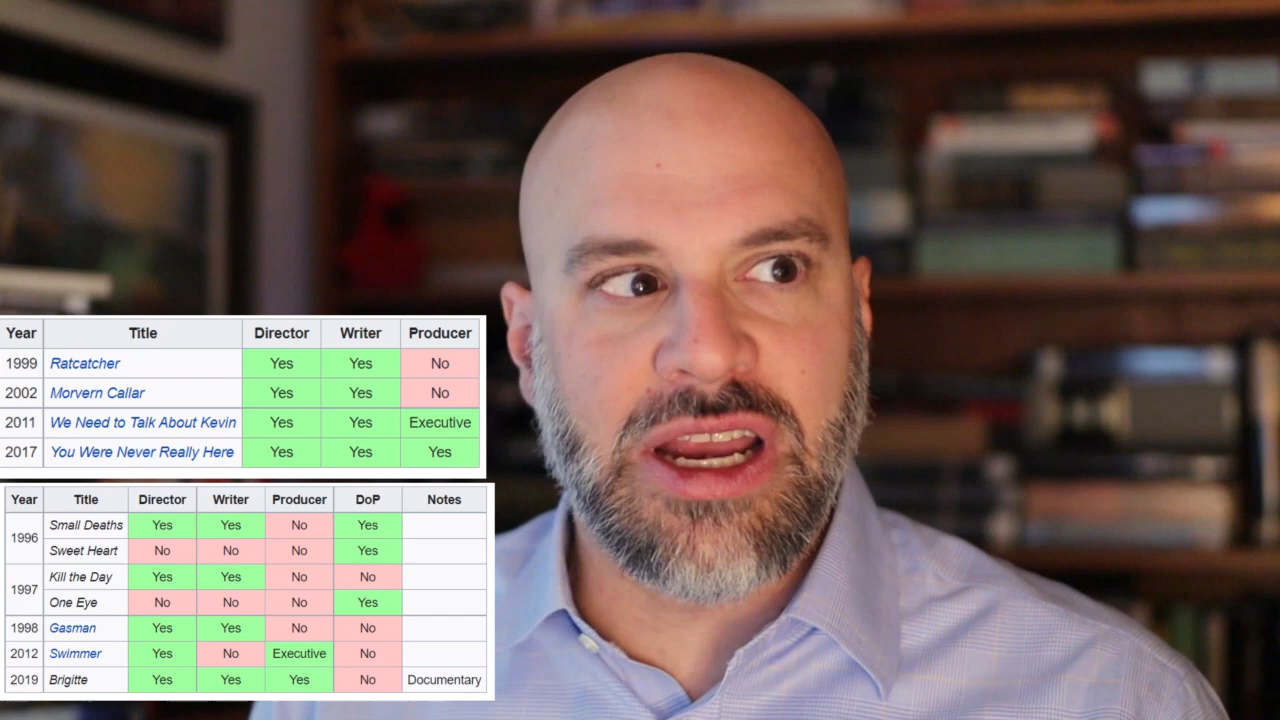 Year Title Director Writer Producer
1999 Ratcatcher Yes Yes No
2002 Morvern Callar Yes Yes No
2011 We Need to Talk About Kevin Yes Yes Executive
2017 You Were Never Really Here Yes Yes Yes
Year Title Director Writer Producer DoP Notes
1996 Small Deaths Yes Yes No Yes
Sweet Heart No No No Yes
1997 Kill the Day Yes Yes No No
One Eye No No No Yes
1998 Gasman Yes Yes No No
2012 Swimmer Yes No Executive No
2019 Brigitte Yes Yes Yes No Documentary